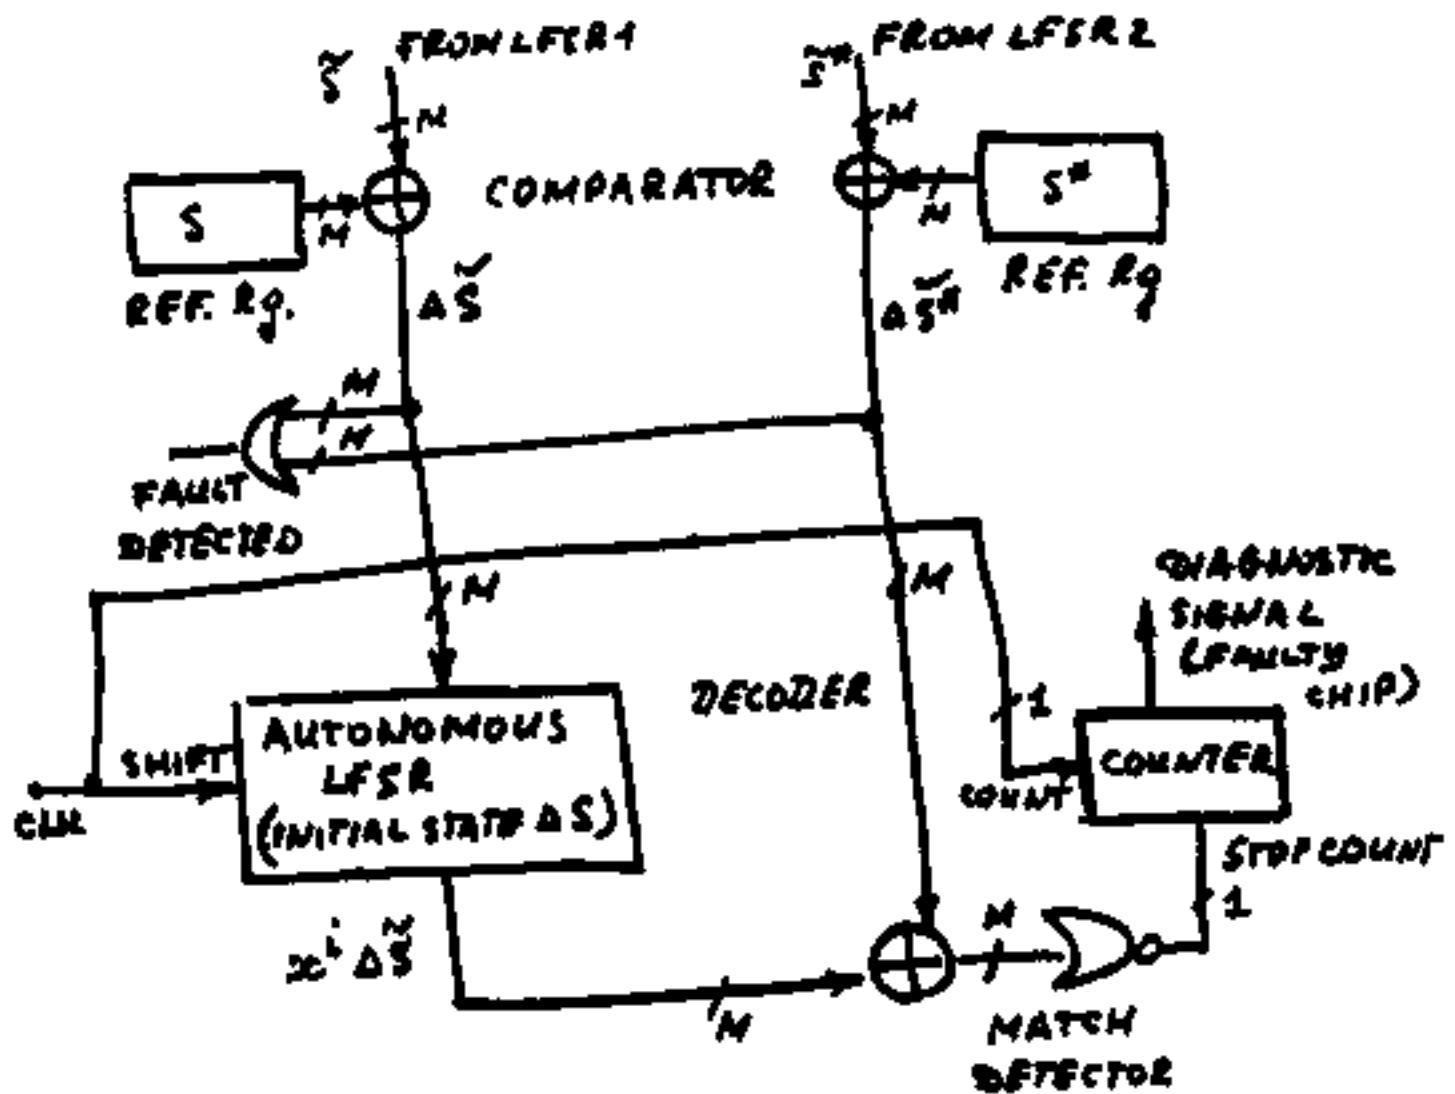 FROM LFSR1
S̃
M
FROM LFSR2
S̃*
M
COMPARATOR
S
M
REF. Rg.
S*
M
REF. Rg
ΔS̃
ΔS̃*
M
M
FAULT
DETECTED
M
M
DIAGNOSTIC
SIGNAL
(FAULTY
CHIP)
DECODER
1
AUTONOMOUS
LFSR
(INITIAL STATE ΔS)
SHIFT
CLK
COUNTER
COUNT
STOP COUNT
1
x^i ΔS̃
M
M
MATCH
DETECTOR